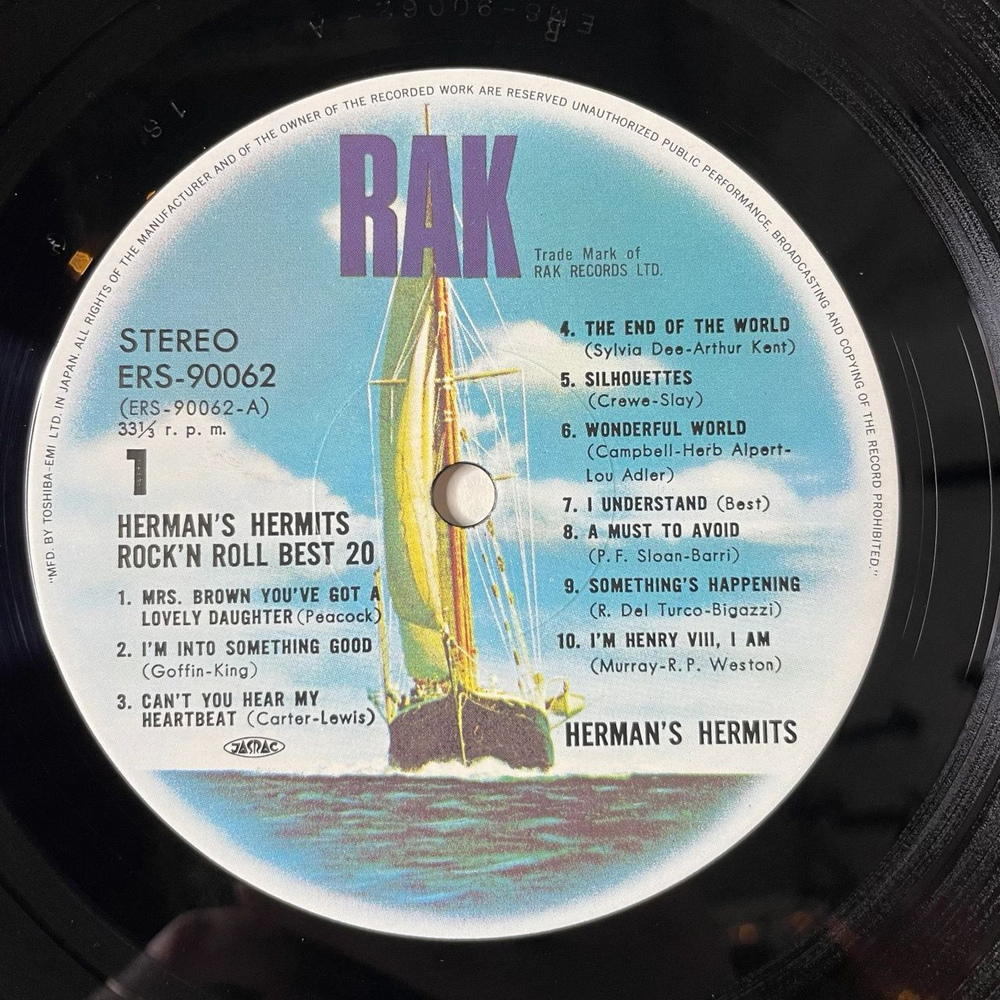 "MFD. BY TOSHIBA-EMI LTD. IN JAPAN. ALL RIGHTS OF THE MANUFACTURER AND OF THE OWNER OF THE RECORDED WORK ARE RESERVED UNAUTHORIZED PUBLIC PERFORMANCE, BROADCASTING AND COPYING OF THE RECORD PROHIBITED."
RAK
Trade Mark of
RAK RECORDS LTD.
STEREO
ERS-90062
(ERS-90062-A)
33⅓ r. p. m.
1
HERMAN'S HERMITS
ROCK'N ROLL BEST 20
1. MRS. BROWN YOU'VE GOT A
LOVELY DAUGHTER (Peacock)
2. I'M INTO SOMETHING GOOD
(Goffin-King)
3. CAN'T YOU HEAR MY
HEARTBEAT (Carter-Lewis)
JASRAC
4. THE END OF THE WORLD
(Sylvia Dee-Arthur Kent)
5. SILHOUETTES
(Crewe-Slay)
6. WONDERFUL WORLD
(Campbell-Herb Alpert-
Lou Adler)
7. I UNDERSTAND (Best)
8. A MUST TO AVOID
(P. F. Sloan-Barri)
9. SOMETHING'S HAPPENING
(R. Del Turco-Bigazzi)
10. I'M HENRY VIII, I AM
(Murray-R. P. Weston)
HERMAN'S HERMITS